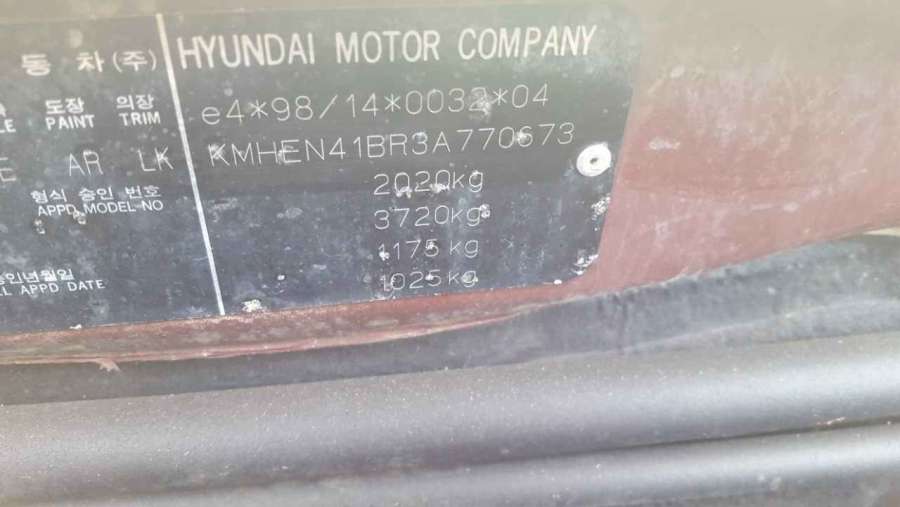 동 차(주) HYUNDAI MOTOR COMPANY
도장 의장
PAINT TRIM
e4*98/14*0032*04
AR LK
KMHEN41BR3A770673
2020kg
형식 승인 번호
APPD MODEL-NO
3720kg
1175kg
APPD DATE
1025kg